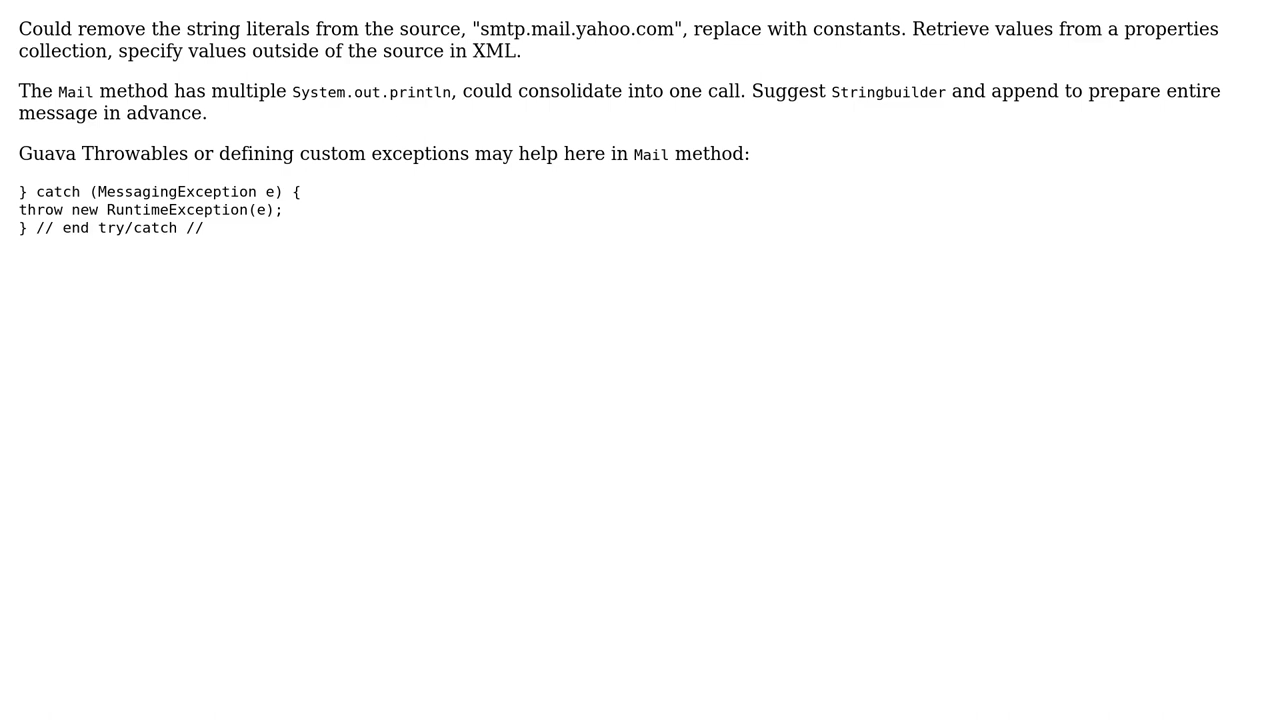 Could remove the string literals from the source, "smtp.mail.yahoo.com", replace with constants. Retrieve values from a properties
collection, specify values outside of the source in XML.
The Mail method has multiple System.out.println, could consolidate into one call. Suggest Stringbuilder and append to prepare entire
message in advance.
Guava Throwables or defining custom exceptions may help here in Mail method:
} catch (MessagingException e) {
throw new RuntimeException(e);
} // end try/catch //